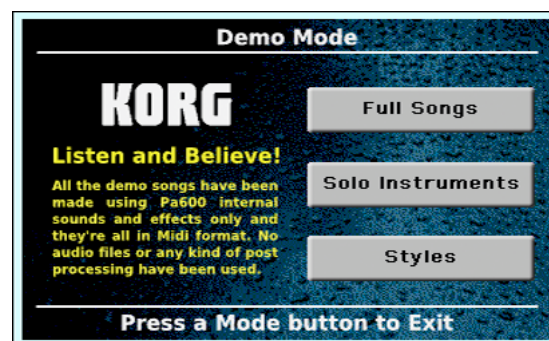 Demo Mode
KORG
Listen and Believe!
All the demo songs have been
made using Pa600 internal
sounds and effects only and
they're all in Midi format. No
audio files or any kind of post
processing have been used.
Full Songs
Solo Instruments
Styles
Press a Mode button to Exit